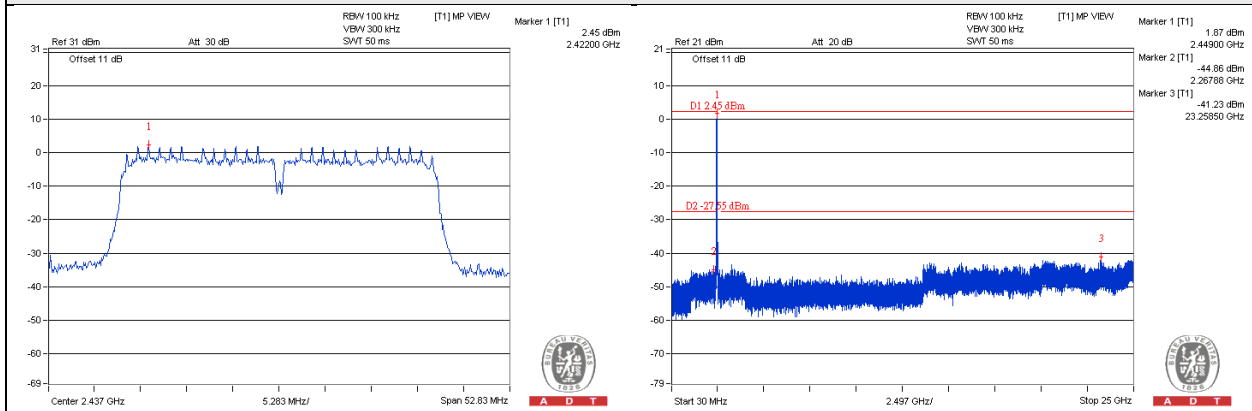 RBW 100 kHz
VBW 300 kHz
SWT 50 ms
[T1] MP VIEW
Marker 1 [T1]
2.45 dBm
2.42200 GHz
Ref 31 dBm
Att 30 dB
31
Offset 11 dB
20
10
0
-10
-20
-30
-40
-50
-60
-69
1
Center 2.437 GHz
5.283 MHz/
Span 52.83 MHz
BUREAU VERITAS
1828
A D T
RBW 100 kHz
VBW 300 kHz
SWT 50 ms
[T1] MP VIEW
Marker 1 [T1]
1.87 dBm
2.44900 GHz
Marker 2 [T1]
-44.86 dBm
2.26788 GHz
Marker 3 [T1]
-41.23 dBm
23.25850 GHz
Ref 21 dBm
Att 20 dB
21
Offset 11 dB
10
0
-10
-20
-30
-40
-50
-60
-70
-79
1
D1 2.45 dBm
D2 -27.55 dBm
2
3
Start 30 MHz
2.497 GHz/
Stop 25 GHz
BUREAU VERITAS
1828
A D T